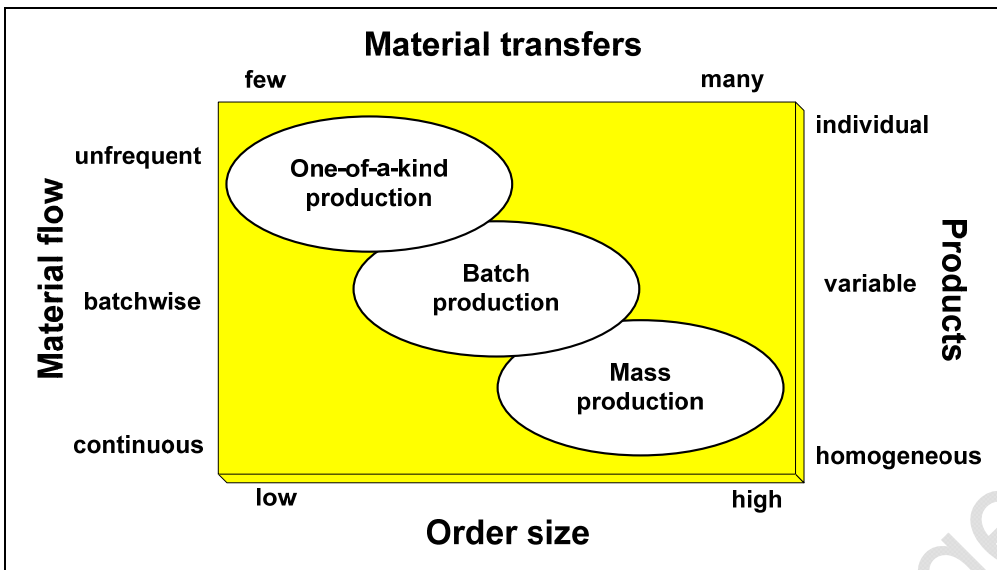 Material transfers
few many
individual
unfrequent
One-of-a-kind
production
Material flow
Products
Batch
production
variable
batchwise
Mass
production
continuous
homogeneous
low high
Order size